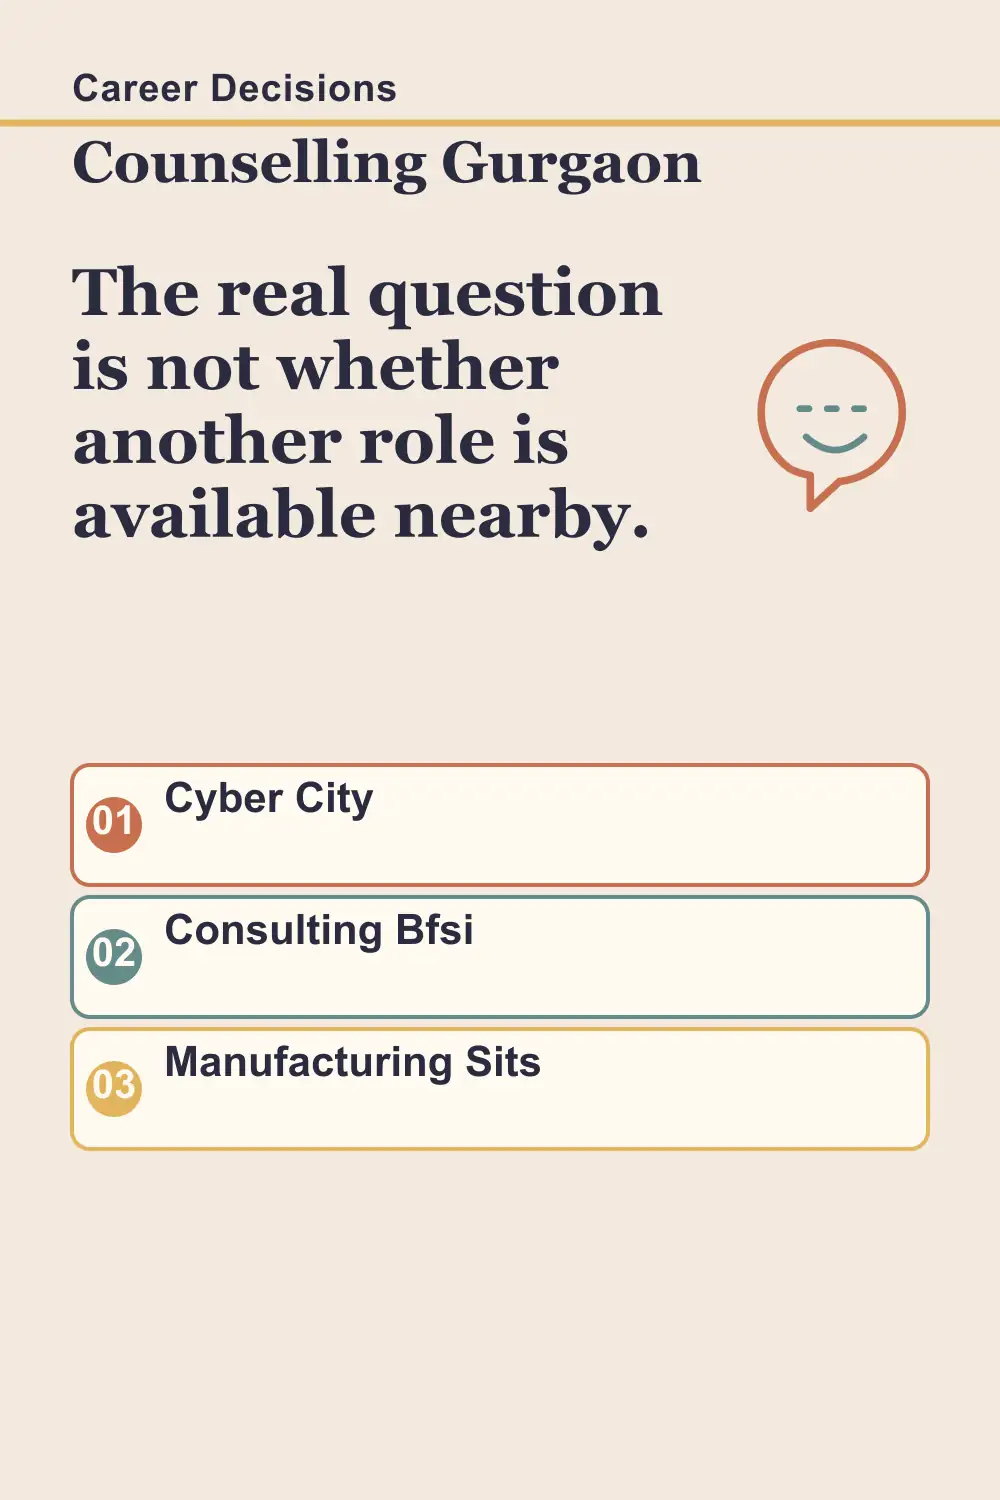 Career Decisions
Counselling Gurgaon
The real question
is not whether
another role is
available nearby.
01 Cyber City
02 Consulting Bfsi
03 Manufacturing Sits